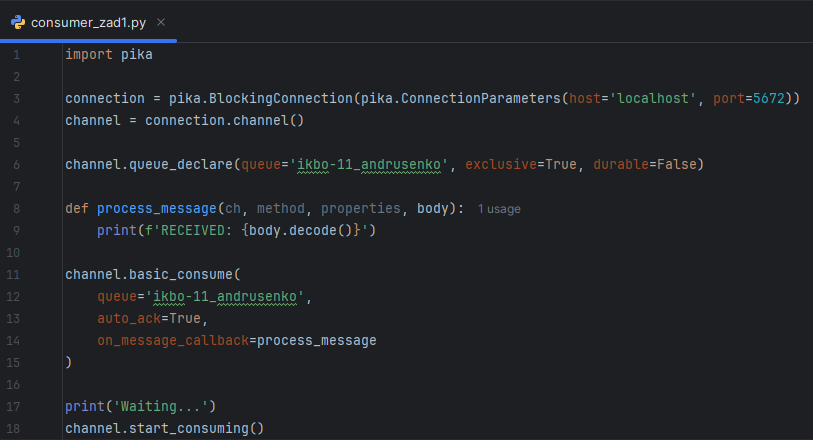 consumer_zad1.py ×
1 import pika
2
3 connection = pika.BlockingConnection(pika.ConnectionParameters(host='localhost', port=5672))
4 channel = connection.channel()
5
6 channel.queue_declare(queue='ikbo-11_andrusenko', exclusive=True, durable=False)
7
8 def process_message(ch, method, properties, body): 1 usage
9     print(f'RECEIVED: {body.decode()}')
10
11 channel.basic_consume(
12     queue='ikbo-11_andrusenko',
13     auto_ack=True,
14     on_message_callback=process_message
15 )
16
17 print('Waiting...')
18 channel.start_consuming()